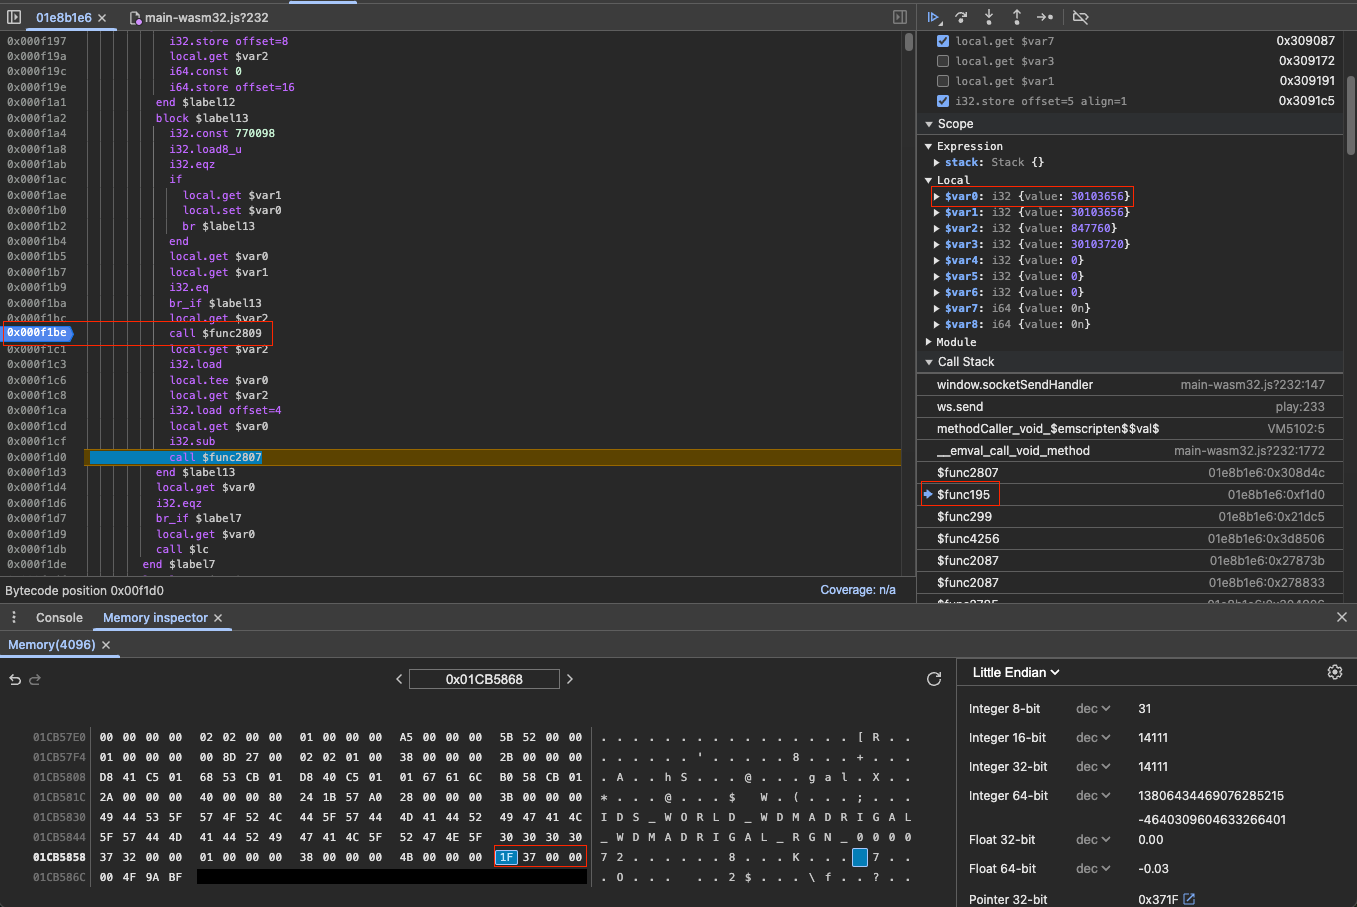 01e8b1e6 ×
main-wasm32.js?232
0x000f197 i32.store offset=8
0x000f19a local.get $var2
0x000f19c i64.const 0
0x000f19e i64.store offset=16
0x000f1a1 end $label12
0x000f1a2 block $label13
0x000f1a4 i32.const 770098
0x000f1a8 i32.load8_u
0x000f1ab i32.eqz
0x000f1ac if
0x000f1ae local.get $var1
0x000f1b0 local.set $var0
0x000f1b2 br $label13
0x000f1b4 end
0x000f1b5 local.get $var0
0x000f1b7 local.get $var1
0x000f1b9 i32.eq
0x000f1ba br_if $label13
0x000f1bc local.get $var2
0x000f1be call $func2809
0x000f1c1 local.get $var2
0x000f1c3 i32.load
0x000f1c6 local.tee $var0
0x000f1c8 local.get $var2
0x000f1ca i32.load offset=4
0x000f1cd local.get $var0
0x000f1cf i32.sub
0x000f1d0 call $func2807
0x000f1d3 end $label13
0x000f1d4 local.get $var0
0x000f1d6 i32.eqz
0x000f1d7 br_if $label7
0x000f1d9 local.get $var0
0x000f1db call $lc
0x000f1de end $label7
Bytecode position 0x00f1d0
Coverage: n/a
local.get $var7 0x309087
local.get $var3 0x309172
local.get $var1 0x309191
i32.store offset=5 align=1 0x3091c5
Scope
Expression
stack: Stack {}
Local
$var0: i32 {value: 30103656}
$var1: i32 {value: 30103656}
$var2: i32 {value: 847760}
$var3: i32 {value: 30103720}
$var4: i32 {value: 0}
$var5: i32 {value: 0}
$var6: i32 {value: 0}
$var7: i64 {value: 0n}
$var8: i64 {value: 0n}
Module
Call Stack
window.socketSendHandler main-wasm32.js?232:147
ws.send play:233
methodCaller_void_$emscripten$$val$ VM5102:5
__emval_call_void_method main-wasm32.js?232:1772
$func2807 01e8b1e6:0x308d4c
$func195 01e8b1e6:0xf1d0
$func299 01e8b1e6:0x21dc5
$func4256 01e8b1e6:0x3d8506
$func2087 01e8b1e6:0x27873b
$func2087 01e8b1e6:0x278833
Console
Memory inspector ×
Memory(4096) ×
0x01CB5868
01CB57E0 00 00 00 00 02 02 00 00 01 00 00 00 A5 00 00 00 5B 52 00 00 . . . . . . . . . . . . . . . . [ R . .
01CB57F4 01 00 00 00 00 8D 27 00 02 02 01 00 38 00 00 00 2B 00 00 00 . . . . . . ' . . . . . 8 . . . + . . .
01CB5808 D8 41 C5 01 68 53 CB 01 D8 40 C5 01 01 67 61 6C B0 58 CB 01 . A . . h S . . . @ . . . g a l . X . .
01CB581C 2A 00 00 00 40 00 00 80 24 1B 57 A0 28 00 00 00 3B 00 00 00 * . . . @ . . . $ . W . ( . . . ; . . .
01CB5830 49 44 53 5F 57 4F 52 4C 44 5F 57 44 4D 41 44 52 49 47 41 4C I D S _ W O R L D _ W D M A D R I G A L
01CB5844 5F 57 44 4D 41 44 52 49 47 41 4C 5F 52 47 4E 5F 30 30 30 30 _ W D M A D R I G A L _ R G N _ 0 0 0 0
01CB5858 37 32 00 00 01 00 00 00 38 00 00 00 4B 00 00 00 1F 37 00 00 7 2 . . . . . . 8 . . . K . . . 7 . .
01CB586C 00 4F 9A BF . O . . . . 2 $ . . . \ f . . ? . .
Little Endian
Integer 8-bit dec 31
Integer 16-bit dec 14111
Integer 32-bit dec 14111
Integer 64-bit dec 13806434469076285215
-4640309604633266401
Float 32-bit dec 0.00
Float 64-bit dec -0.03
Pointer 32-bit 0x371F